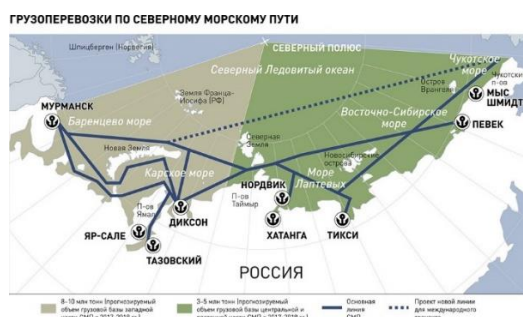 ГРУЗОПЕРЕВОЗКИ ПО СЕВЕРНОМУ МОРСКОМУ ПУТИ
Шпицберген (Норвегия)
СЕВЕРНЫЙ ПОЛЮС
Северный Ледовитый океан
Чукотское
море
Чукотский
п-ов
Остров
Врангеля
МЫС
ШМИДТ
Земля Франца-
Иосифа (РФ)
МУРМАНСК
Баренцево море
Восточно-Сибирское
море
ПЕВЕК
Северная
Земля
Новая Земля
Новосибирские
острова
Карское море
Море
Лаптевых
НОРДВИК
П-ов
Таймыр
П-ов
Ямал
ДИКСОН
ХАТАНГА
ТИКСИ
ЯР-САЛЕ
ТАЗОВСКИЙ
РОССИЯ
8-10 млн тонн (прогнозируемый
объем грузовой базы западной
3-5 млн тонн (прогнозируемый
объем грузовой базы центральной и
Основная
линия
Проект новой линии
для международного